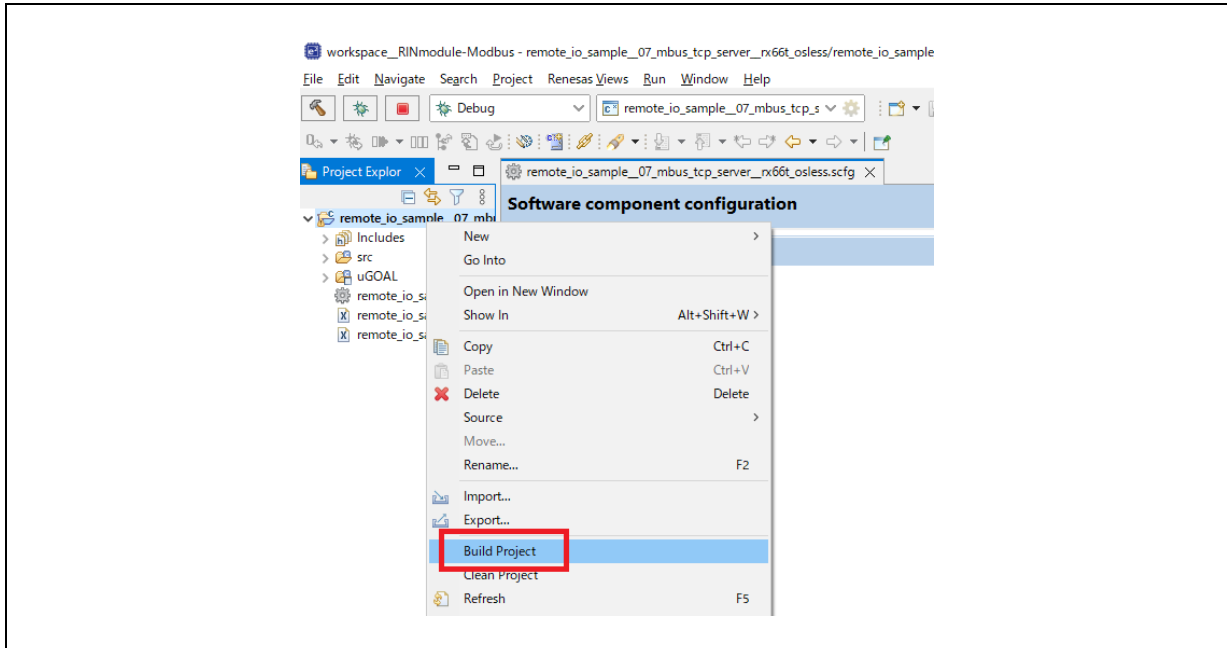 workspace__RINmodule-Modbus - remote_io_sample__07_mbus_tcp_server__rx66t_osless/remote_io_sample
File Edit Navigate Search Project Renesas Views Run Window Help
Debug remote_io_sample__07_mbus_tcp_s
Project Explor remote_io_sample__07_mbus_tcp_server__rx66t_osless.scfg
Software component configuration
remote_io_sample__07_mbu
Includes
src
uGOAL
remote_io_sa
remote_io_sa
remote_io_sa
New
Go Into
Open in New Window
Show In Alt+Shift+W >
Copy Ctrl+C
Paste Ctrl+V
Delete Delete
Source
Move...
Rename... F2
Import...
Export...
Build Project
Clean Project
Refresh F5